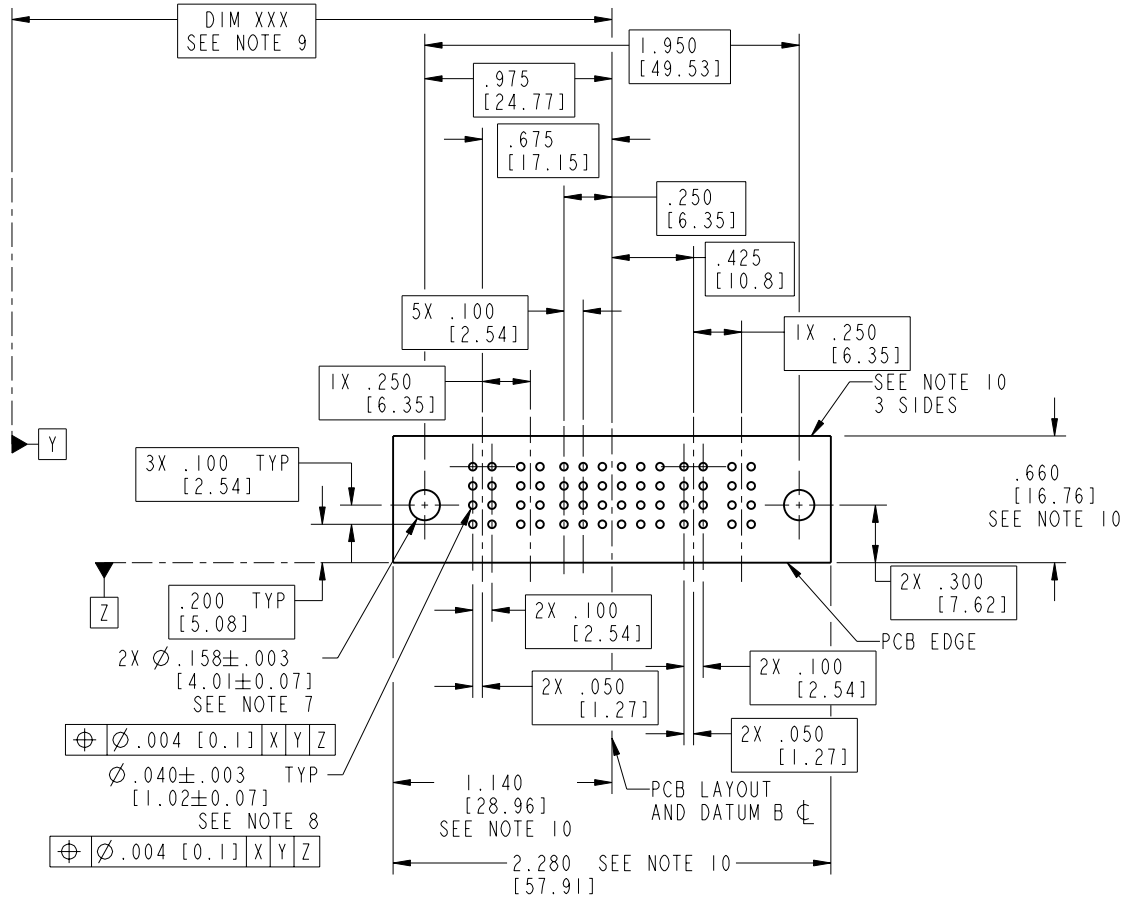 DIM XXX
SEE NOTE 9
1.950
[49.53]
.975
[24.77]
.675
[17.15]
.250
[6.35]
.425
[10.8]
5X .100
[2.54]
1X .250
[6.35]
1X .250
[6.35]
SEE NOTE 10
3 SIDES
Y
3X .100 TYP
[2.54]
.660
[16.76]
SEE NOTE 10
Z
.200 TYP
[5.08]
2X .100
[2.54]
2X .300
[7.62]
PCB EDGE
2X ∅.158±.003
[4.01±0.07]
SEE NOTE 7
2X .050
[1.27]
2X .100
[2.54]
⌖ ∅.004 [0.1] X Y Z
2X .050
[1.27]
∅.040±.003 TYP
[1.02±0.07]
SEE NOTE 8
1.140
[28.96]
SEE NOTE 10
PCB LAYOUT
AND DATUM B ℄
⌖ ∅.004 [0.1] X Y Z
2.280 SEE NOTE 10
[57.91]